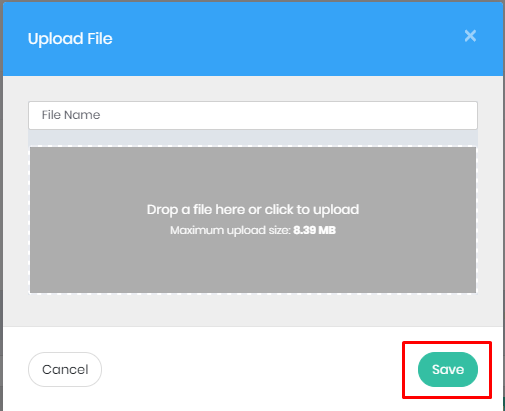 Upload File
×
File Name
Drop a file here or click to upload
Maximum upload size: 8.39 MB
Cancel
Save